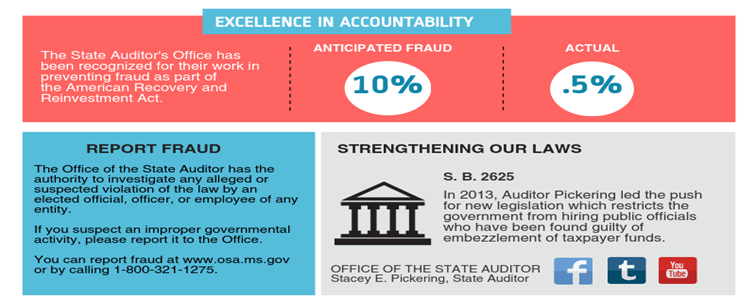 EXCELLENCE IN ACCOUNTABILITY
The State Auditor's Office has
been recognized for their work in
preventing fraud as part of
the American Recovery and
Reinvestment Act.
ANTICIPATED FRAUD
10%
ACTUAL
.5%
REPORT FRAUD
The Office of the State Auditor has the
authority to investigate any alleged or
suspected violation of the law by an
elected official, officer, or employee of any
entity.
If you suspect an improper governmental
activity, please report it to the Office.
You can report fraud at www.osa.ms.gov
or by calling 1-800-321-1275.
STRENGTHENING OUR LAWS
S. B. 2625
In 2013, Auditor Pickering led the push
for new legislation which restricts the
government from hiring public officials
who have been found guilty of
embezzlement of taxpayer funds.
OFFICE OF THE STATE AUDITOR
Stacey E. Pickering, State Auditor
f
t
You
Tube